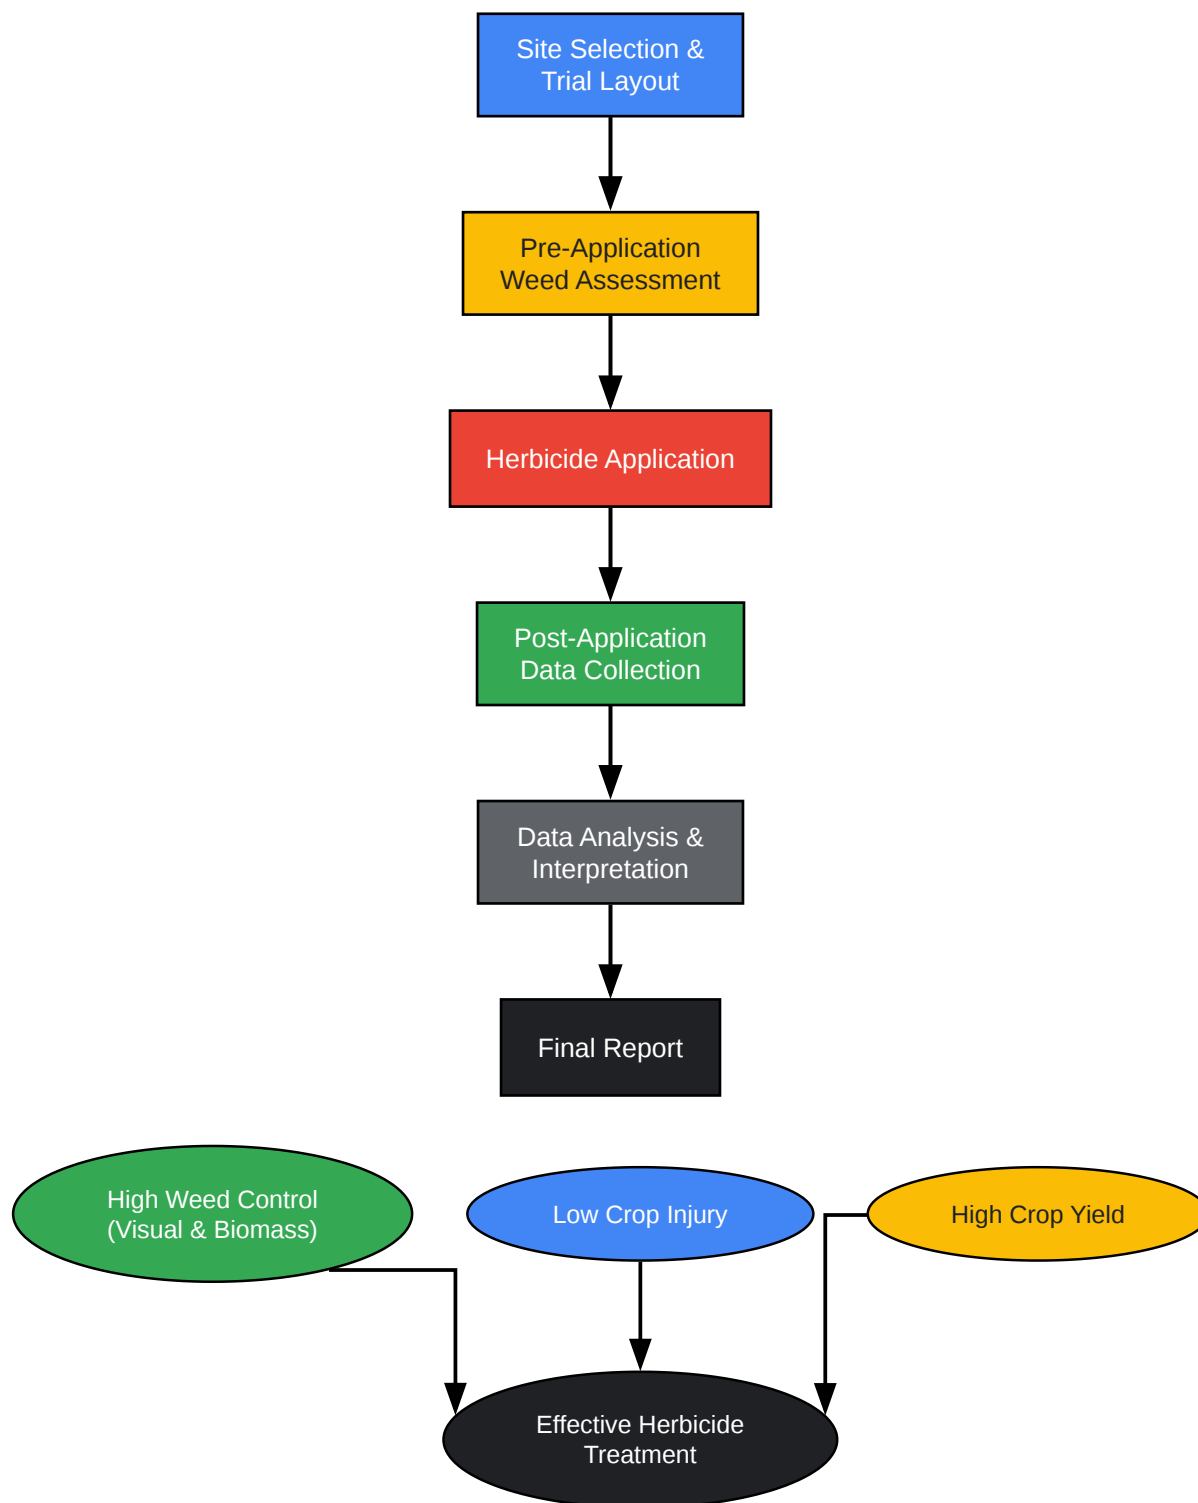 Site Selection &
Trial Layout
Pre-Application
Weed Assessment
Herbicide Application
Post-Application
Data Collection
Data Analysis &
Interpretation
Final Report
High Weed Control
(Visual & Biomass)
Low Crop Injury
High Crop Yield
Effective Herbicide
Treatment